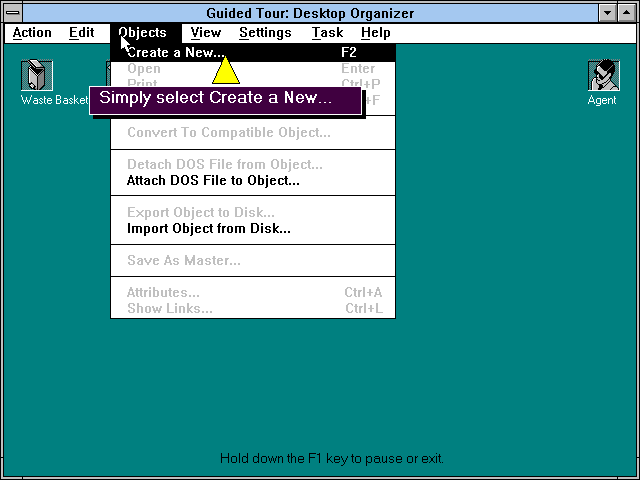 Guided Tour: Desktop Organizer
Action Edit Objects View Settings Task Help
Create a New... F2
Open Enter
Print Ctrl+P
Simply select Create a New...
Waste Basket
Agent
Convert To Compatible Object...
Detach DOS File from Object...
Attach DOS File to Object...
Export Object to Disk...
Import Object from Disk...
Save As Master...
Attributes... Ctrl+A
Show Links... Ctrl+L
Hold down the F1 key to pause or exit.